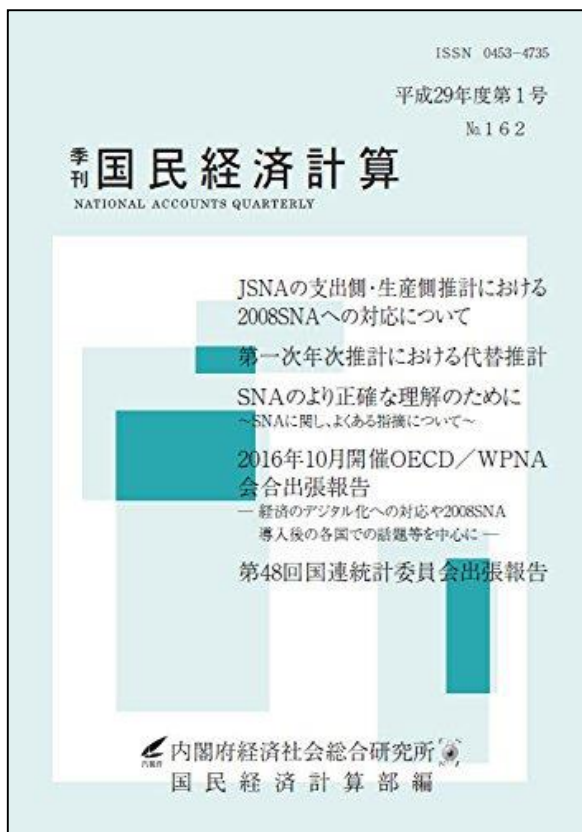 ISSN 0453-4735
平成29年度第1号
№162
季刊 国民経済計算
NATIONAL ACCOUNTS QUARTERLY
JSNAの支出側・生産側推計における
2008SNAへの対応について
第一次年次推計における代替推計
SNAのより正確な理解のために
～SNAに関し、よくある指摘について～
2016年10月開催OECD／WPNA
会合出張報告
― 経済のデジタル化への対応や2008SNA
導入後の各国での話題等を中心に ―
第48回国連統計委員会出張報告
内閣府経済社会総合研究所
内閣府
国民経済計算部編